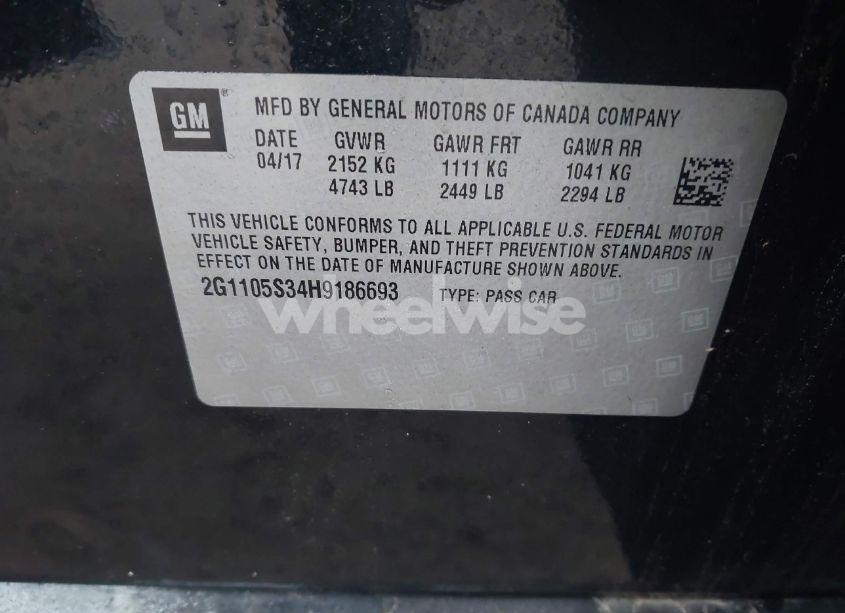 GM® MFD BY GENERAL MOTORS OF CANADA COMPANY
DATE GVWR GAWR FRT GAWR RR
04/17 2152 KG 1111 KG 1041 KG
4743 LB 2449 LB 2294 LB
THIS VEHICLE CONFORMS TO ALL APPLICABLE U.S. FEDERAL MOTOR
VEHICLE SAFETY, BUMPER, AND THEFT PREVENTION STANDARDS IN
EFFECT ON THE DATE OF MANUFACTURE SHOWN ABOVE.
2G1105S34H9186693 TYPE: PASS CAR
wheelwise